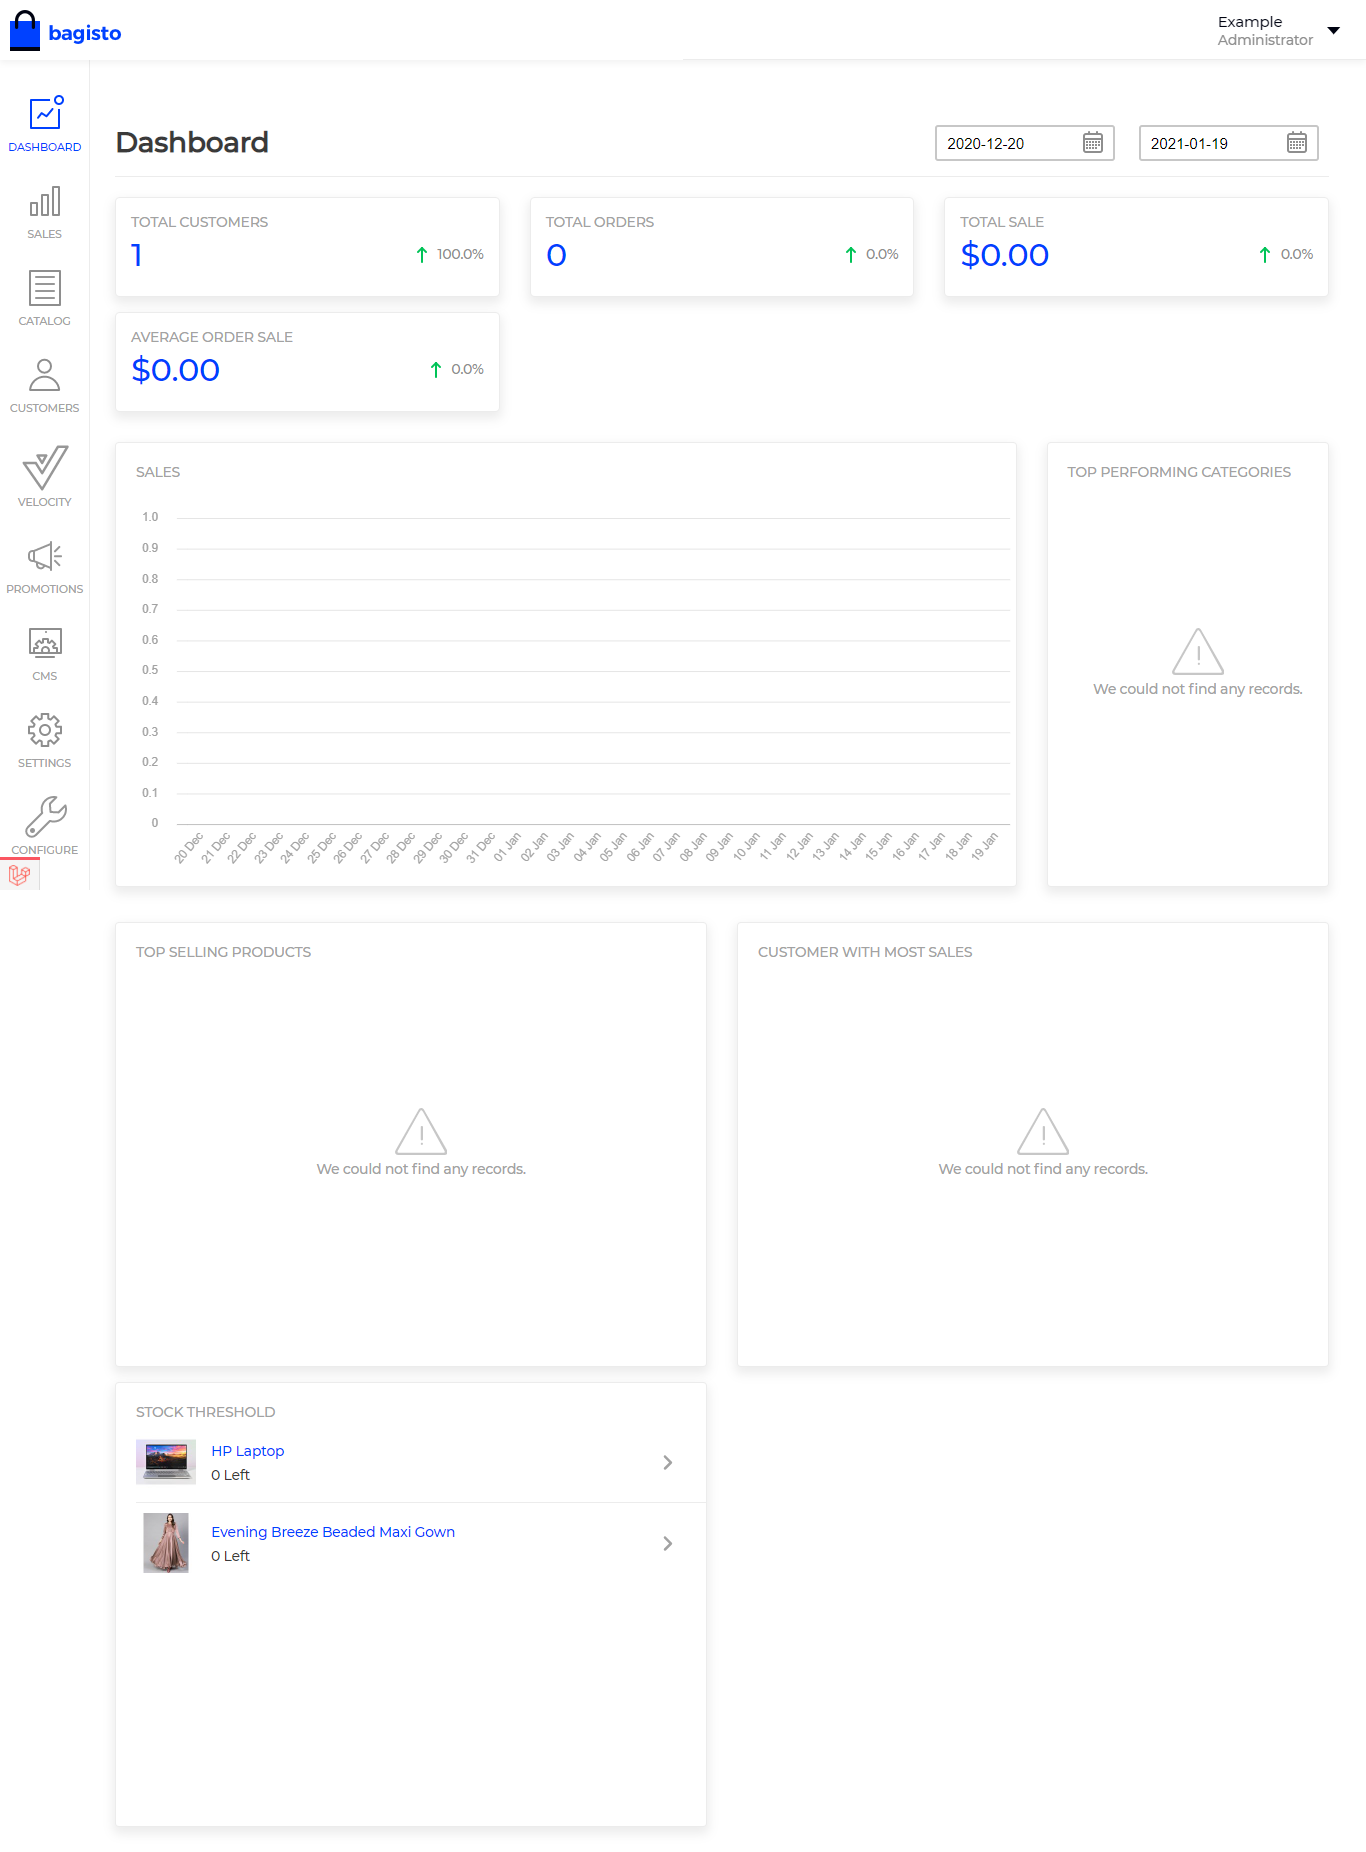 bagisto
Example
Administrator
DASHBOARD
SALES
CATALOG
CUSTOMERS
VELOCITY
PROMOTIONS
CMS
SETTINGS
CONFIGURE
Dashboard
2020-12-20
2021-01-19
TOTAL CUSTOMERS
1
100.0%
TOTAL ORDERS
0
0.0%
TOTAL SALE
$0.00
0.0%
AVERAGE ORDER SALE
$0.00
0.0%
SALES
1.0
0.9
0.8
0.7
0.6
0.5
0.4
0.3
0.2
0.1
0
20 Dec
21 Dec
22 Dec
23 Dec
24 Dec
25 Dec
26 Dec
27 Dec
28 Dec
29 Dec
30 Dec
31 Dec
01 Jan
02 Jan
03 Jan
04 Jan
05 Jan
06 Jan
07 Jan
08 Jan
09 Jan
10 Jan
11 Jan
12 Jan
13 Jan
14 Jan
15 Jan
16 Jan
17 Jan
18 Jan
19 Jan
TOP PERFORMING CATEGORIES
We could not find any records.
TOP SELLING PRODUCTS
We could not find any records.
CUSTOMER WITH MOST SALES
We could not find any records.
STOCK THRESHOLD
HP Laptop
0 Left
Evening Breeze Beaded Maxi Gown
0 Left